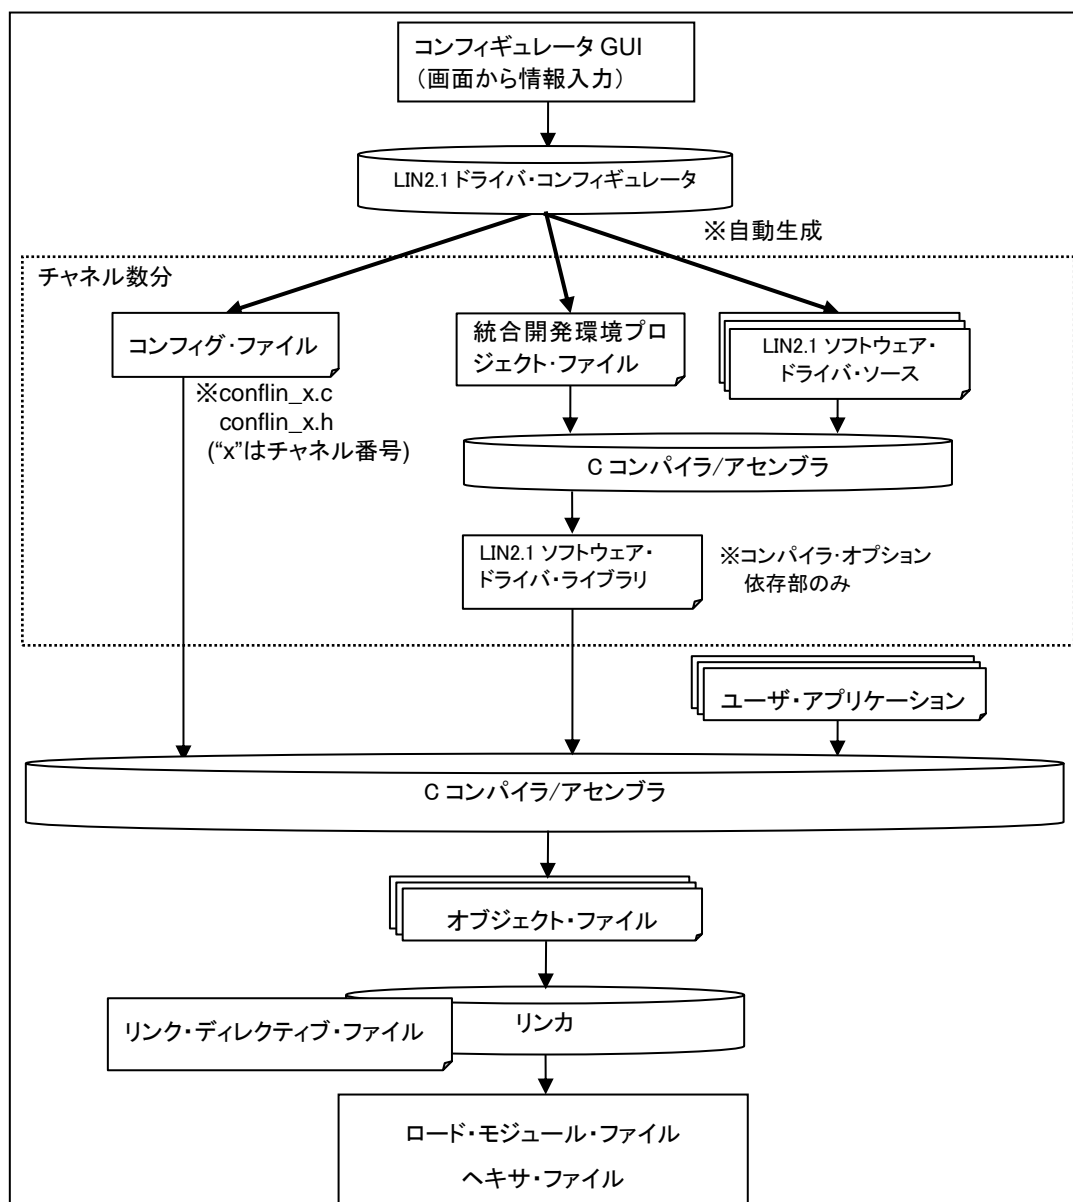 コンフィギュレータ GUI
(画面から情報入力)
LIN2.1 ドライバ・コンフィギュレータ
※自動生成
チャネル数分
コンフィグ・ファイル
※conflin_x.c
conflin_x.h
(“x”はチャネル番号)
統合開発環境プロ
ジェクト・ファイル
LIN2.1 ソフトウェア・
ドライバ・ソース
C コンパイラ/アセンブラ
LIN2.1 ソフトウェア・
ドライバ・ライブラリ
※コンパイラ・オプション
依存部のみ
ユーザ・アプリケーション
C コンパイラ/アセンブラ
オブジェクト・ファイル
リンク・ディレクティブ・ファイル
リンカ
ロード・モジュール・ファイル
ヘキサ・ファイル